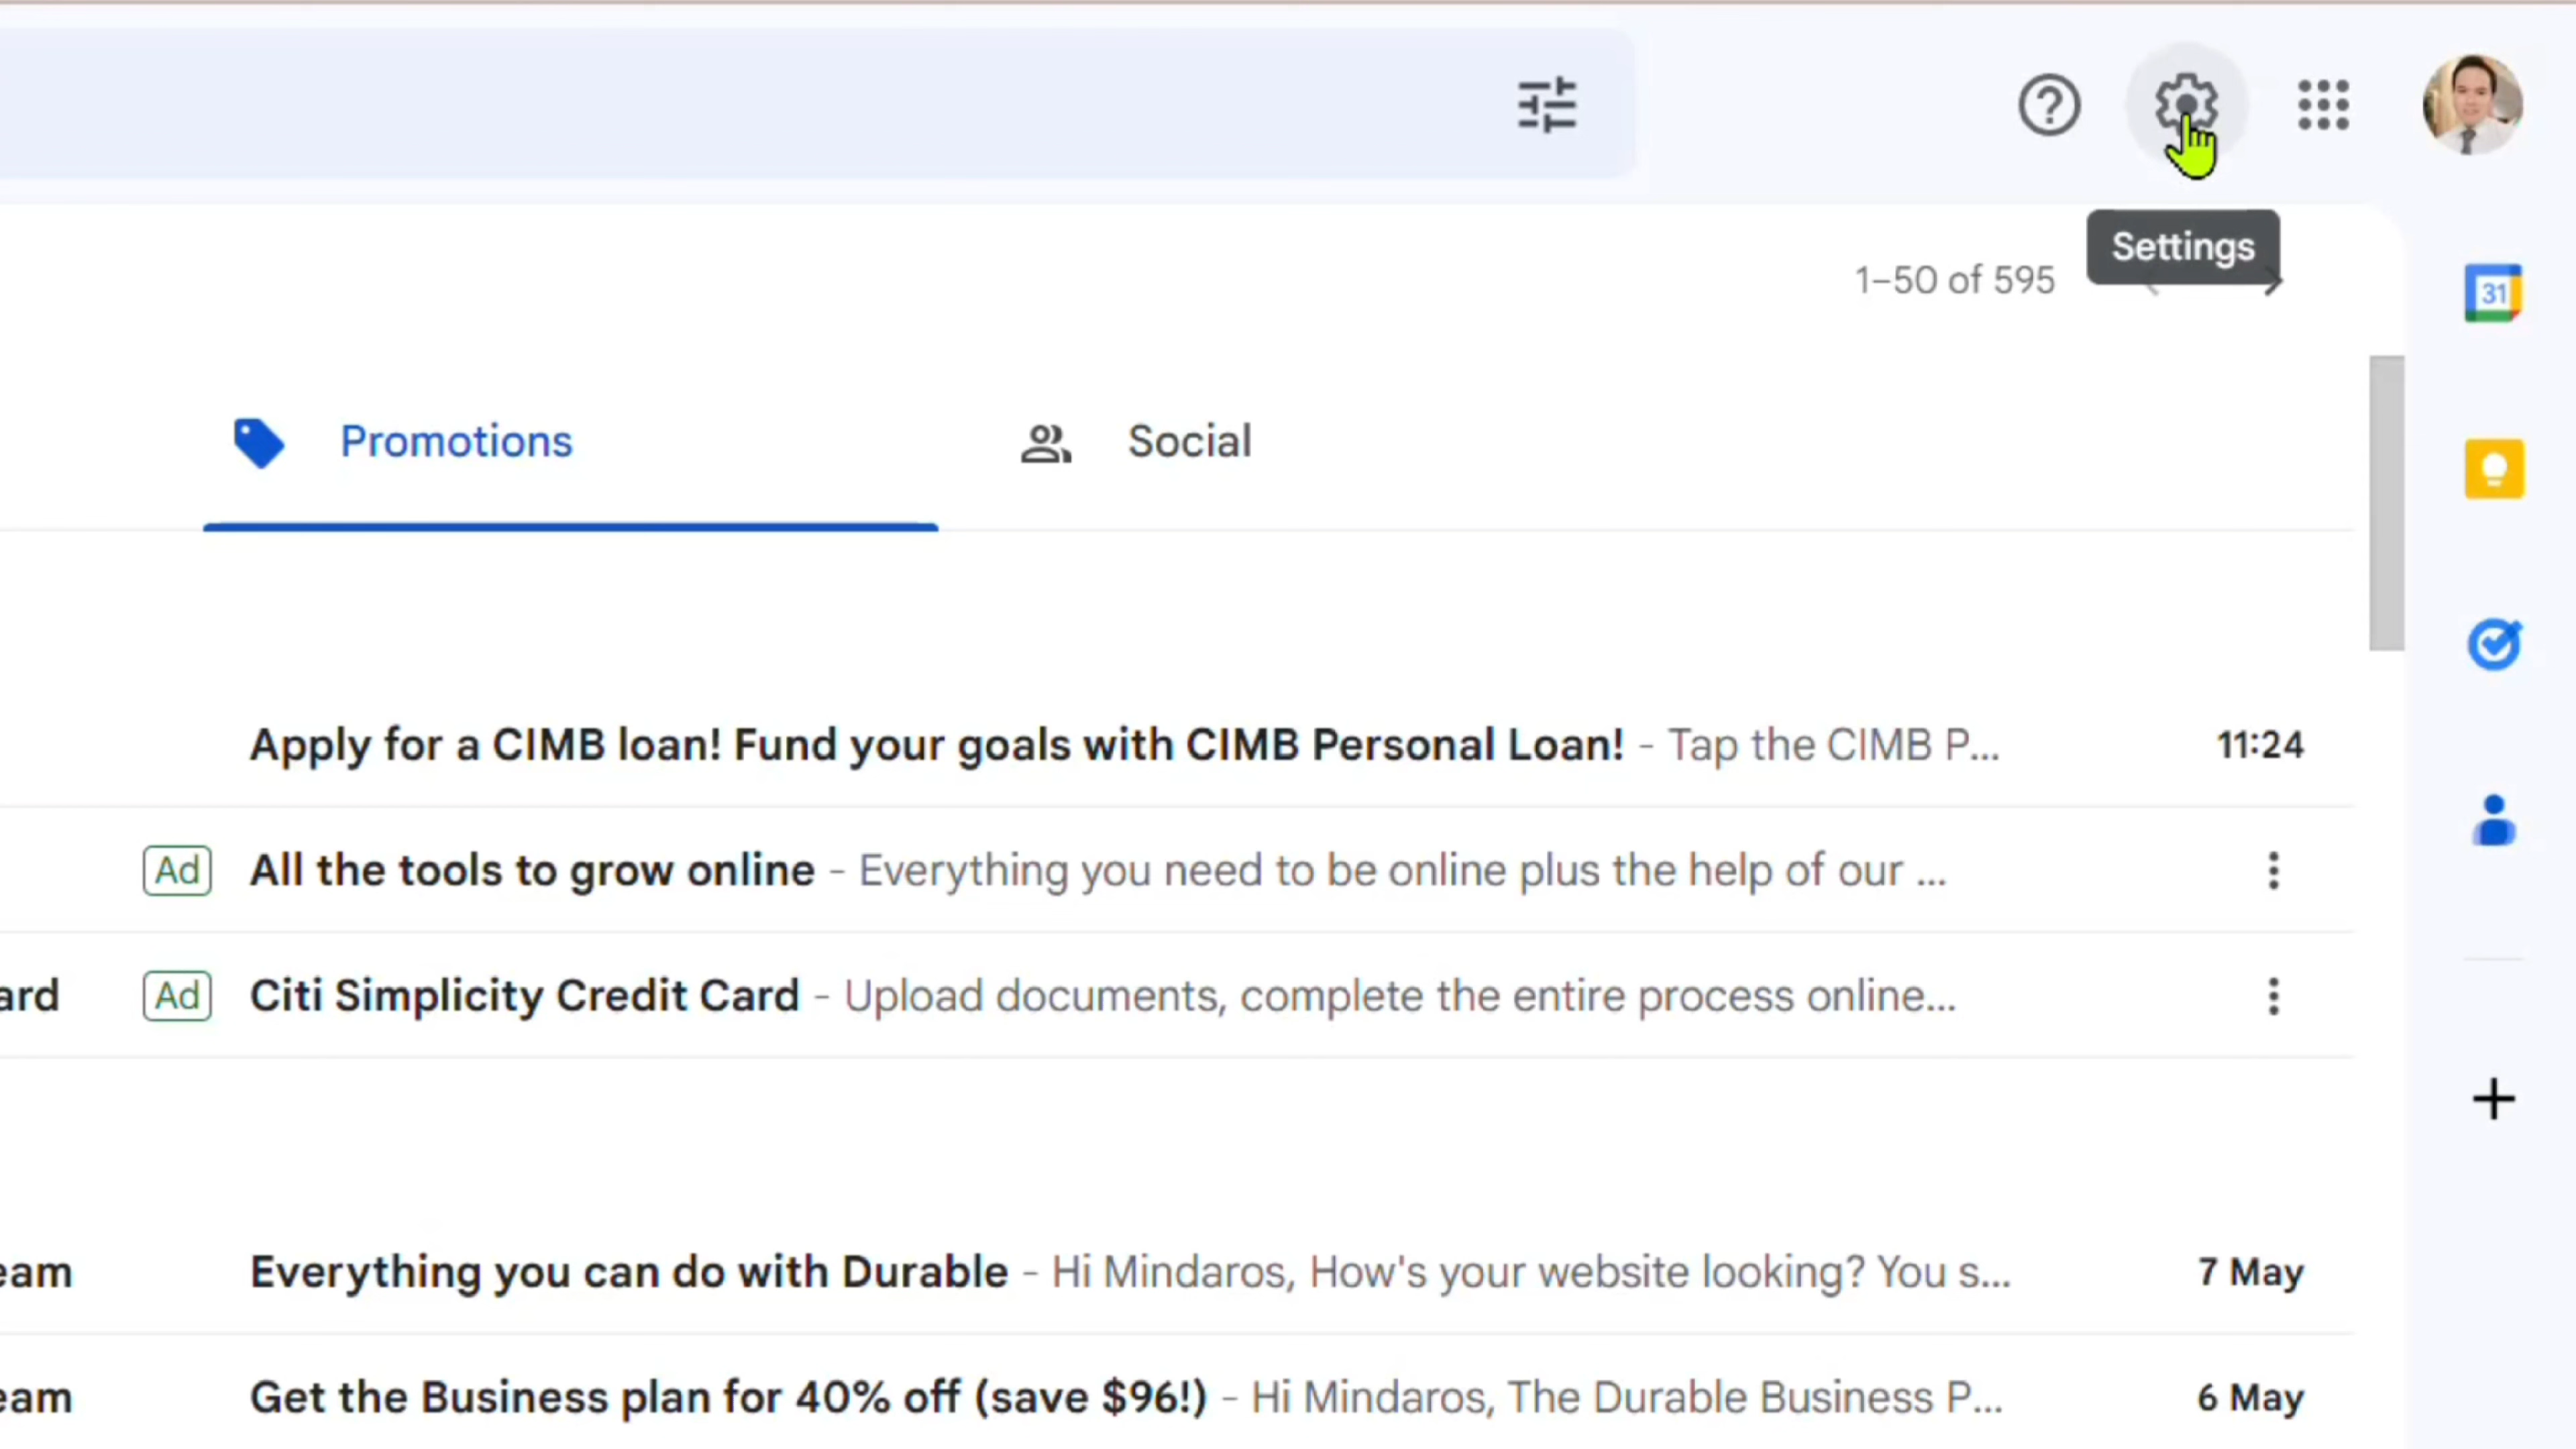 Settings
1–50 of 595
31
Promotions
Social
Apply for a CIMB loan! Fund your goals with CIMB Personal Loan! - Tap the CIMB P... 11:24
Ad All the tools to grow online - Everything you need to be online plus the help of our ...
ard Ad Citi Simplicity Credit Card - Upload documents, complete the entire process online...
eam Everything you can do with Durable - Hi Mindaros, How's your website looking? You s... 7 May
eam Get the Business plan for 40% off (save $96!) - Hi Mindaros, The Durable Business P... 6 May